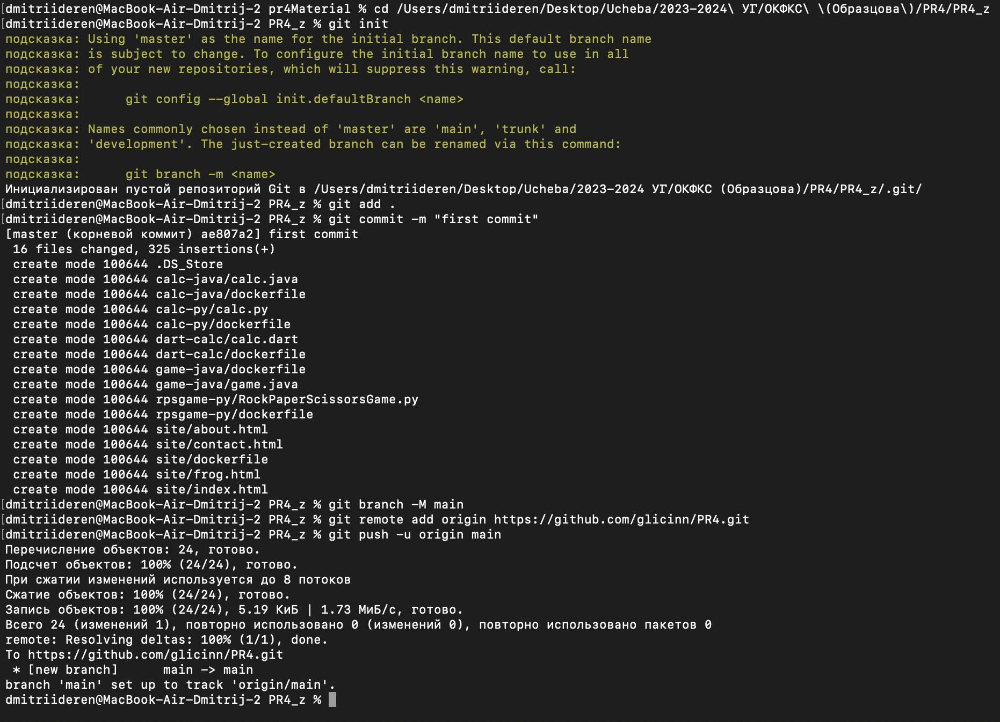 [dmitriideren@MacBook-Air-Dmitrij-2 pr4Material % cd /Users/dmitriideren/Desktop/Ucheba/2023-2024\ УГ/ОКФКС\ \(Образцова\)/PR4/PR4_z
[dmitriideren@MacBook-Air-Dmitrij-2 PR4_z % git init
подсказка: Using 'master' as the name for the initial branch. This default branch name
подсказка: is subject to change. To configure the initial branch name to use in all
подсказка: of your new repositories, which will suppress this warning, call:
подсказка:
подсказка:      git config --global init.defaultBranch <name>
подсказка:
подсказка: Names commonly chosen instead of 'master' are 'main', 'trunk' and
подсказка: 'development'. The just-created branch can be renamed via this command:
подсказка:
подсказка:      git branch -m <name>
Инициализирован пустой репозиторий Git в /Users/dmitriideren/Desktop/Ucheba/2023-2024 УГ/ОКФКС (Образцова)/PR4/PR4_z/.git/
[dmitriideren@MacBook-Air-Dmitrij-2 PR4_z % git add .
[dmitriideren@MacBook-Air-Dmitrij-2 PR4_z % git commit -m "first commit"
[master (корневой коммит) ae807a2] first commit
 16 files changed, 325 insertions(+)
 create mode 100644 .DS_Store
 create mode 100644 calc-java/calc.java
 create mode 100644 calc-java/dockerfile
 create mode 100644 calc-py/calc.py
 create mode 100644 calc-py/dockerfile
 create mode 100644 dart-calc/calc.dart
 create mode 100644 dart-calc/dockerfile
 create mode 100644 game-java/dockerfile
 create mode 100644 game-java/game.java
 create mode 100644 rpsgame-py/RockPaperScissorsGame.py
 create mode 100644 rpsgame-py/dockerfile
 create mode 100644 site/about.html
 create mode 100644 site/contact.html
 create mode 100644 site/dockerfile
 create mode 100644 site/frog.html
 create mode 100644 site/index.html
[dmitriideren@MacBook-Air-Dmitrij-2 PR4_z % git branch -M main
[dmitriideren@MacBook-Air-Dmitrij-2 PR4_z % git remote add origin https://github.com/glicinn/PR4.git
[dmitriideren@MacBook-Air-Dmitrij-2 PR4_z % git push -u origin main
Перечисление объектов: 24, готово.
Подсчет объектов: 100% (24/24), готово.
При сжатии изменений используется до 8 потоков
Сжатие объектов: 100% (24/24), готово.
Запись объектов: 100% (24/24), 5.19 КиБ | 1.73 МиБ/с, готово.
Всего 24 (изменений 1), повторно использовано 0 (изменений 0), повторно использовано пакетов 0
remote: Resolving deltas: 100% (1/1), done.
To https://github.com/glicinn/PR4.git
 * [new branch]      main -> main
branch 'main' set up to track 'origin/main'.
dmitriideren@MacBook-Air-Dmitrij-2 PR4_z %